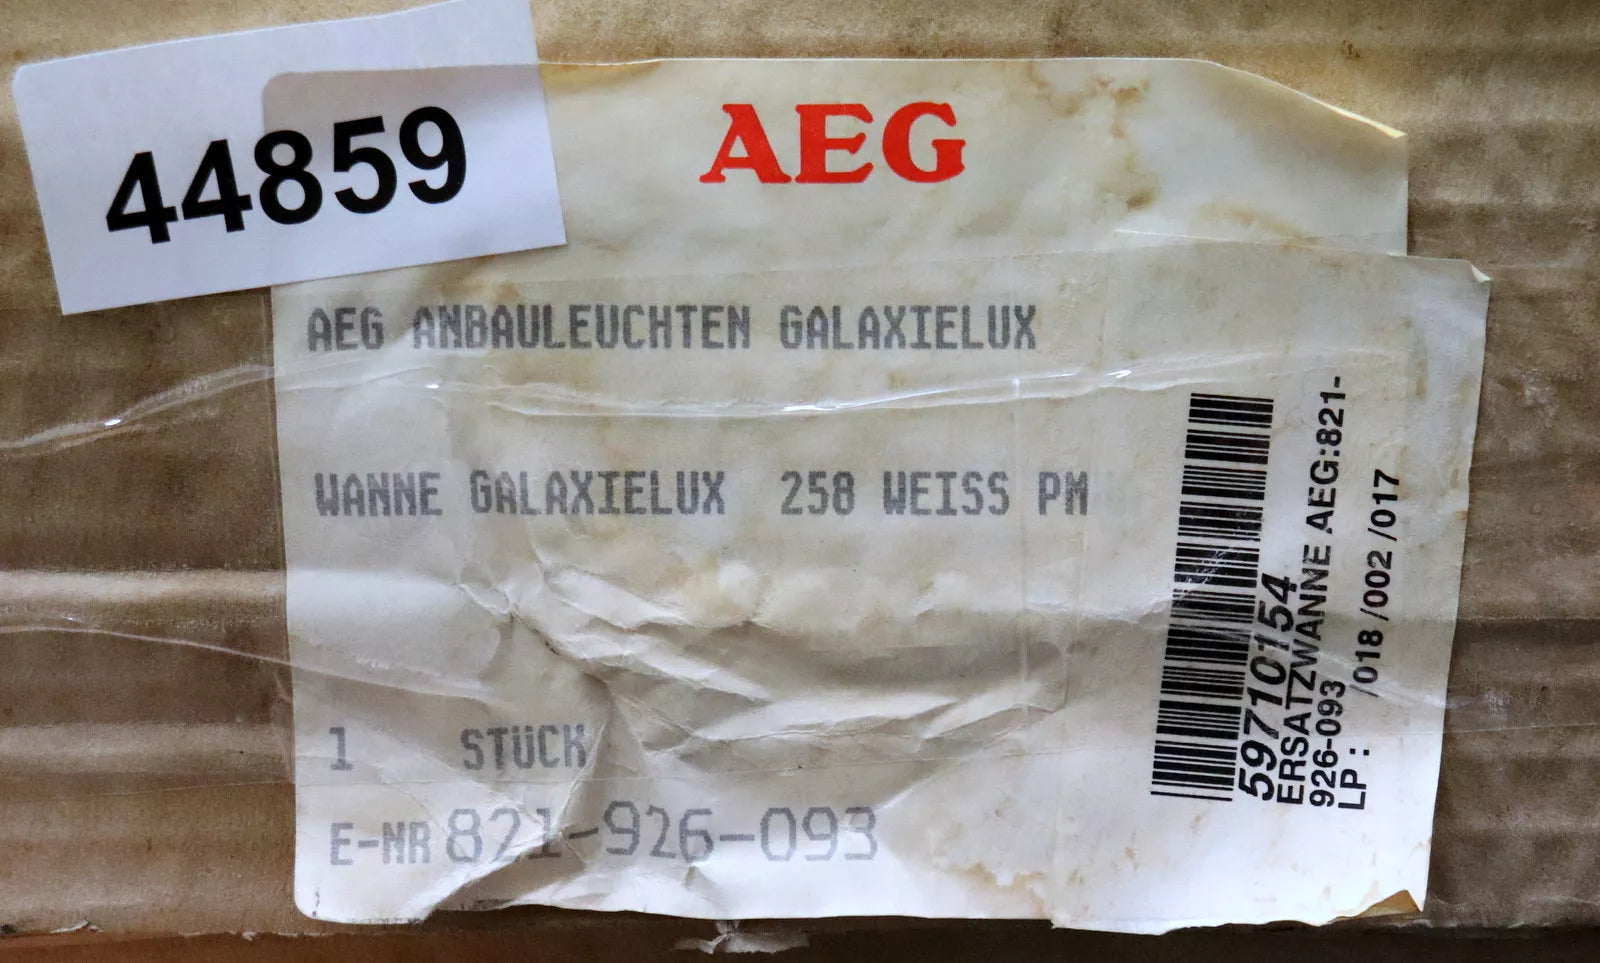 44859
AEG
AEG ANBAULEUCHTEN GALAXIELUX
WANNE GALAXIELUX 258 WEISS PM
1 STÜCK
E-NR 821-926-093
59710154
ERSATZWANNE AEG:821-
926-093
LP : /018 /002 /017